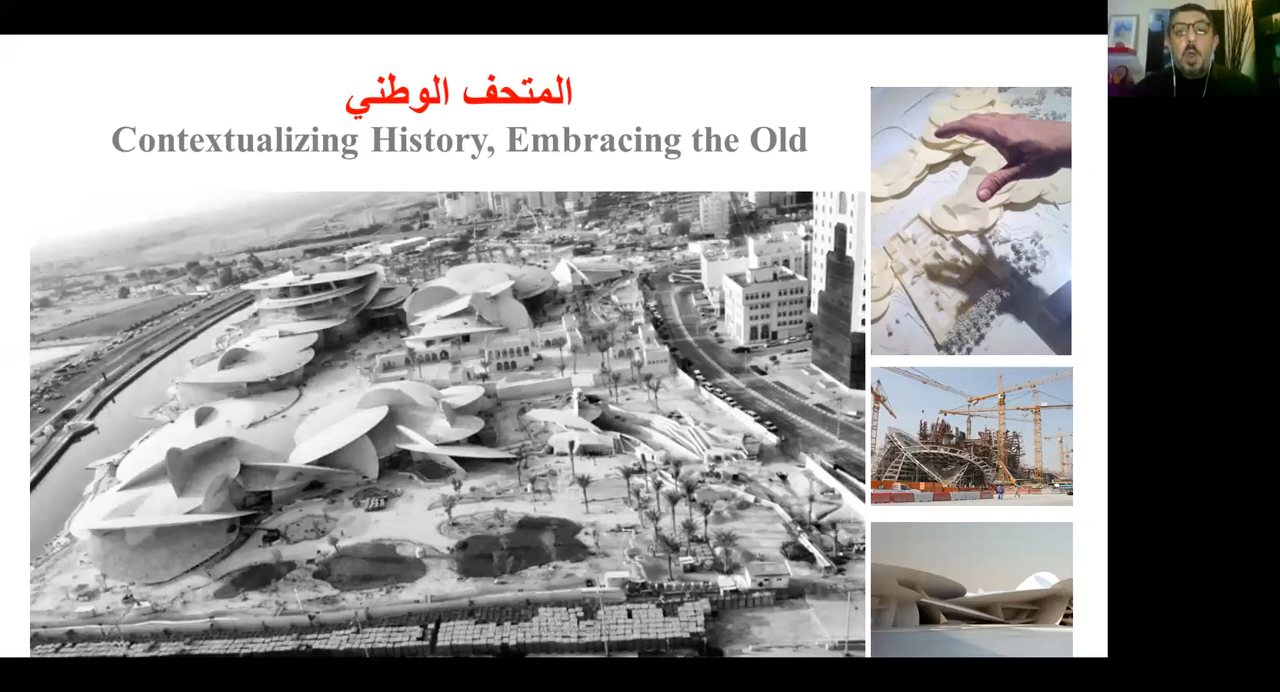 المتحف الوطني
Contextualizing History, Embracing the Old